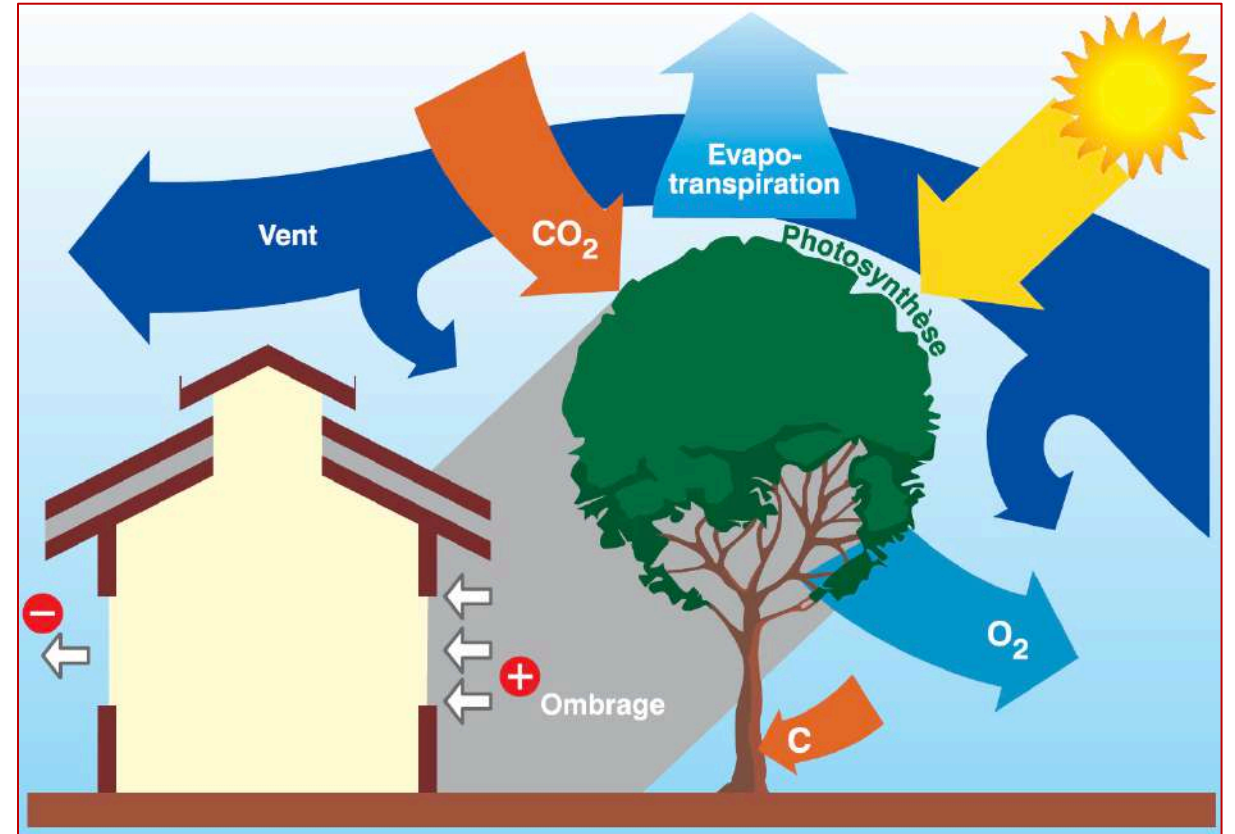 Evapo-
transpiration
Vent
CO₂
Photosynthèse
−
+
Ombrage
O₂
C